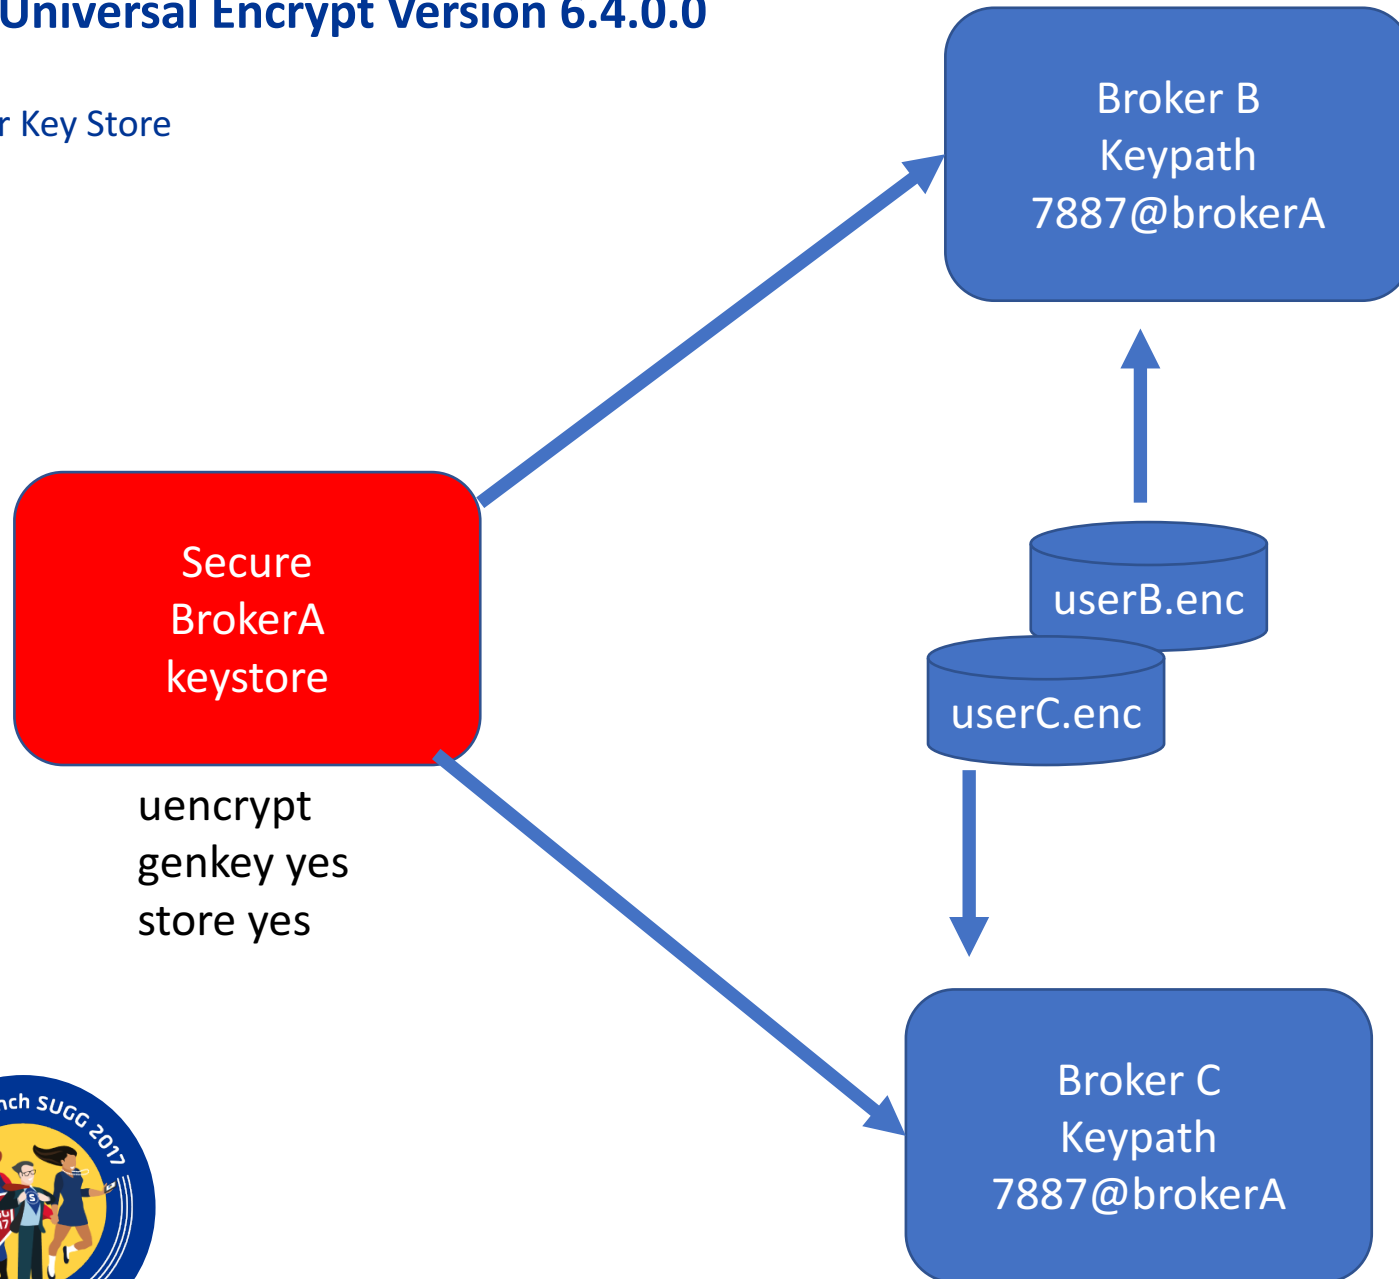 Universal Encrypt Version 6.4.0.0
r Key Store
Broker B
Keypath
7887@brokerA
Secure
BrokerA
keystore
userB.enc
userC.enc
uencrypt
genkey yes
store yes
Broker C
Keypath
7887@brokerA
nch SUGG 2017
S